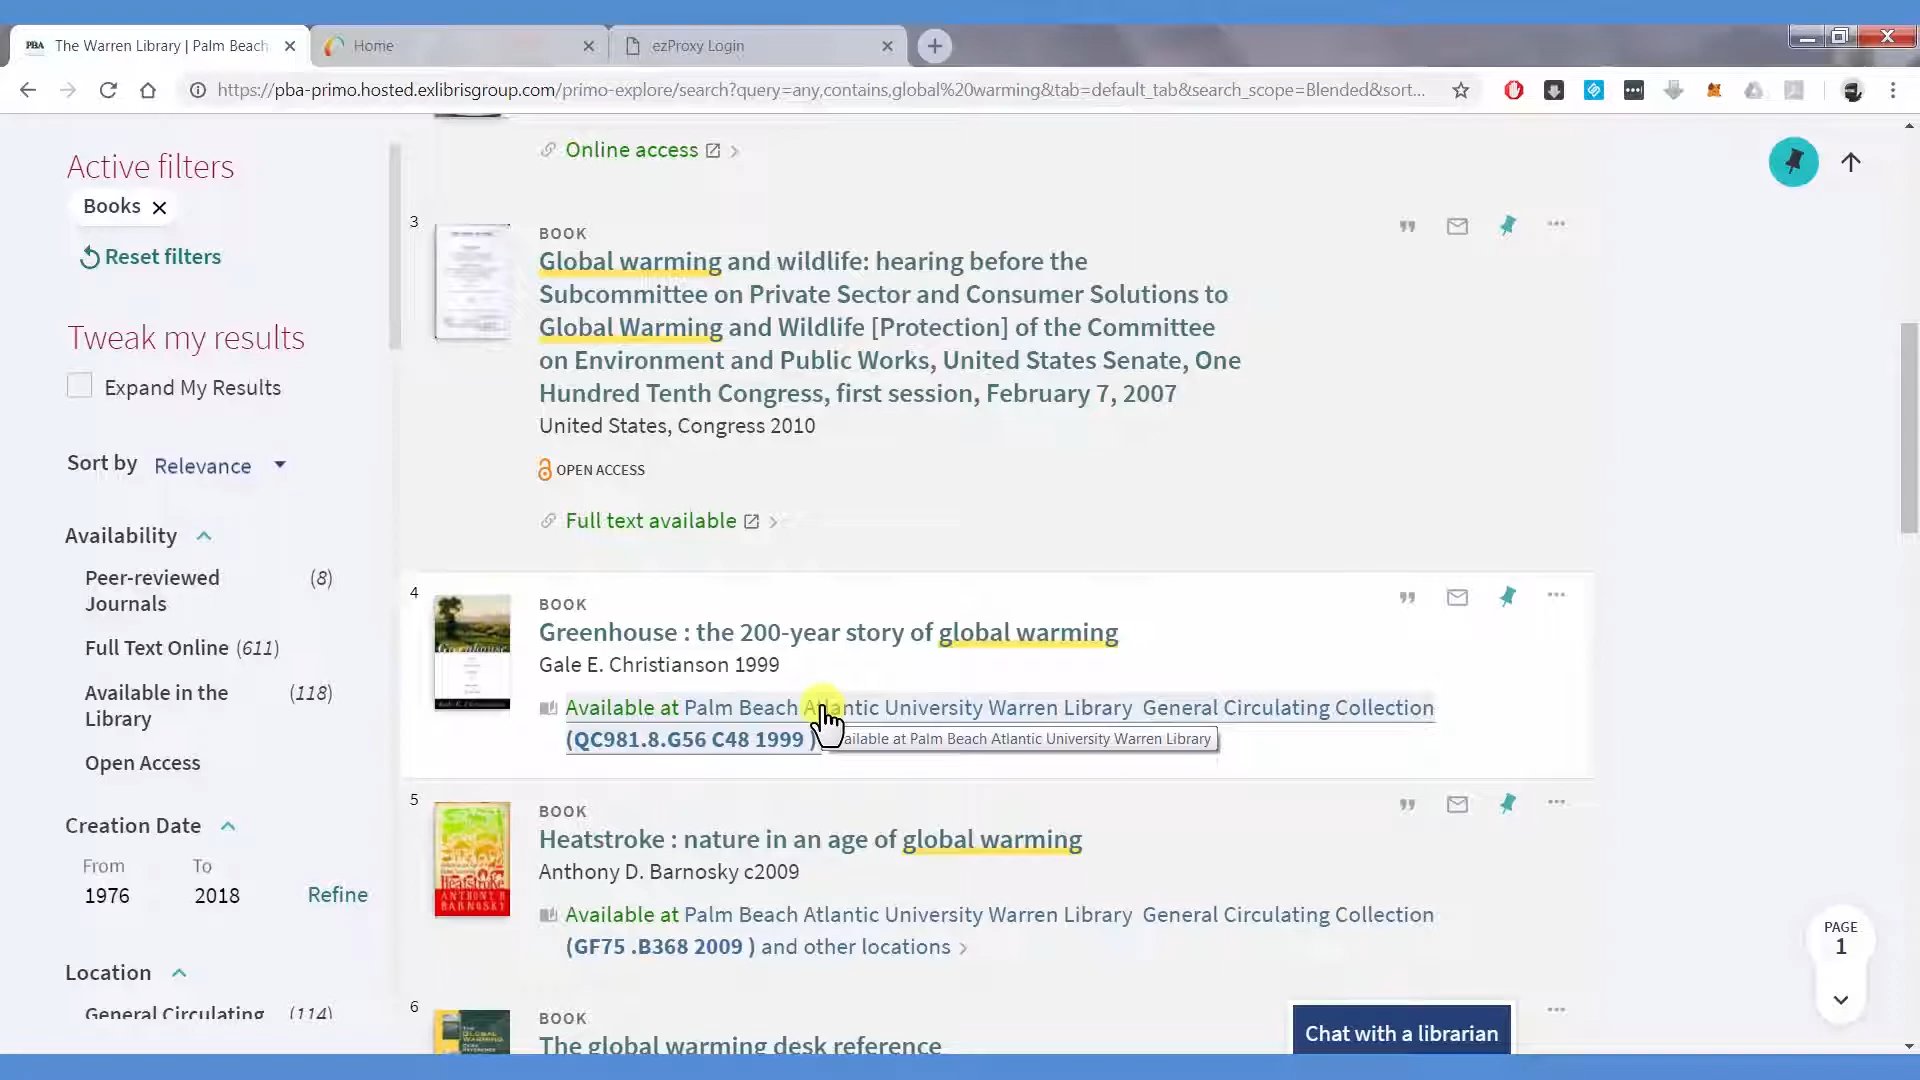 PBA The Warren Library | Palm Beach
Home
ezProxy Login
https://pba-primo.hosted.exlibrisgroup.com/primo-explore/search?query=any,contains,global%20warming&tab=default_tab&search_scope=Blended&sort...
Active filters
Books
Reset filters
Tweak my results
Expand My Results
Sort by Relevance
Availability
Peer-reviewed (8)
Journals
Full Text Online (611)
Available in the (118)
Library
Open Access
Creation Date
From To
1976 2018 Refine
Location
General Circulating (114)
Online access
3
BOOK
Global warming and wildlife: hearing before the
Subcommittee on Private Sector and Consumer Solutions to
Global Warming and Wildlife [Protection] of the Committee
on Environment and Public Works, United States Senate, One
Hundred Tenth Congress, first session, February 7, 2007
United States, Congress 2010
OPEN ACCESS
Full text available
4
BOOK
Greenhouse : the 200-year story of global warming
Gale E. Christianson 1999
Available at Palm Beach Atlantic University Warren Library General Circulating Collection
(QC981.8.G56 C48 1999 )
ailable at Palm Beach Atlantic University Warren Library
Greenhouse
5
BOOK
Heatstroke : nature in an age of global warming
Anthony D. Barnosky c2009
Available at Palm Beach Atlantic University Warren Library General Circulating Collection
(GF75 .B368 2009 ) and other locations
Heatstroke
ANTHONY D
BARNOSKY
6
BOOK
The global warming desk reference
PAGE
1
Chat with a librarian